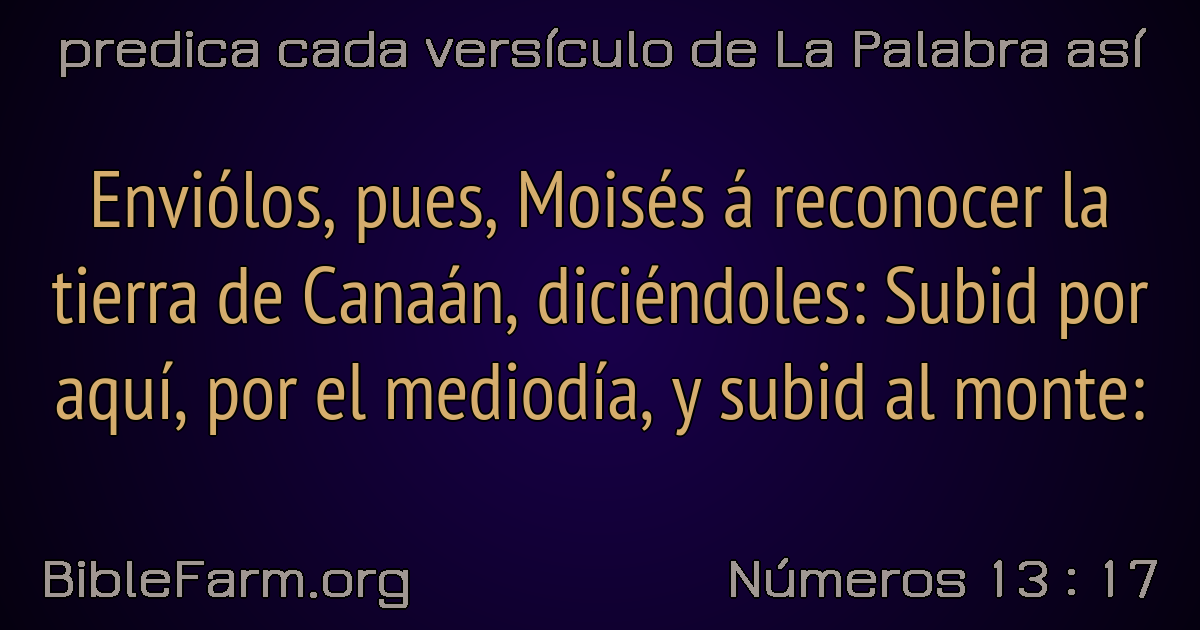 predica cada versículo de La Palabra así
Enviólos, pues, Moisés á reconocer la
tierra de Canaán, diciéndoles: Subid por
aquí, por el mediodía, y subid al monte:
BibleFarm.org
Números 13 : 17